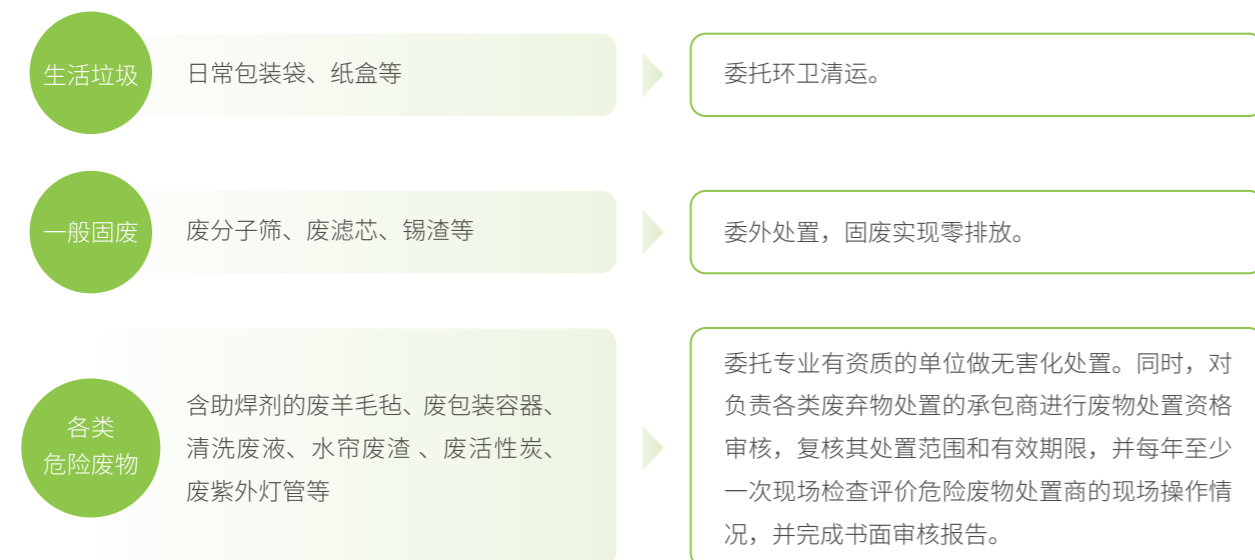 生活垃圾
日常包装袋、纸盒等
委托环卫清运。
一般固废
废分子筛、废滤芯、锡渣等
委外处置，固废实现零排放。
各类
危险废物
含助焊剂的废羊毛毡、废包装容器、
清洗废液、水帘废渣 、废活性炭、
废紫外灯管等
委托专业有资质的单位做无害化处置。同时，对
负责各类废弃物处置的承包商进行废物处置资格
审核，复核其处置范围和有效期限，并每年至少
一次现场检查评价危险废物处置商的现场操作情
况，并完成书面审核报告。